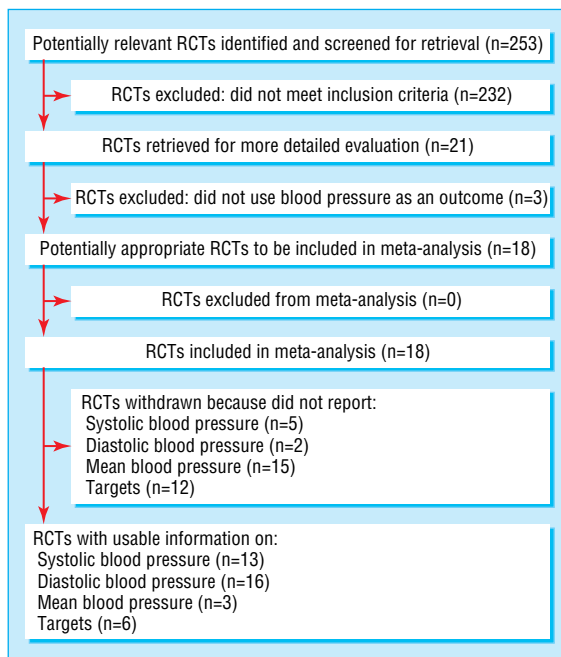 Potentially relevant RCTs identified and screened for retrieval (n=253)
RCTs excluded: did not meet inclusion criteria (n=232)
RCTs retrieved for more detailed evaluation (n=21)
RCTs excluded: did not use blood pressure as an outcome (n=3)
Potentially appropriate RCTs to be included in meta-analysis (n=18)
RCTs excluded from meta-analysis (n=0)
RCTs included in meta-analysis (n=18)
RCTs withdrawn because did not report:
Systolic blood pressure (n=5)
Diastolic blood pressure (n=2)
Mean blood pressure (n=15)
Targets (n=12)
RCTs with usable information on:
Systolic blood pressure (n=13)
Diastolic blood pressure (n=16)
Mean blood pressure (n=3)
Targets (n=6)